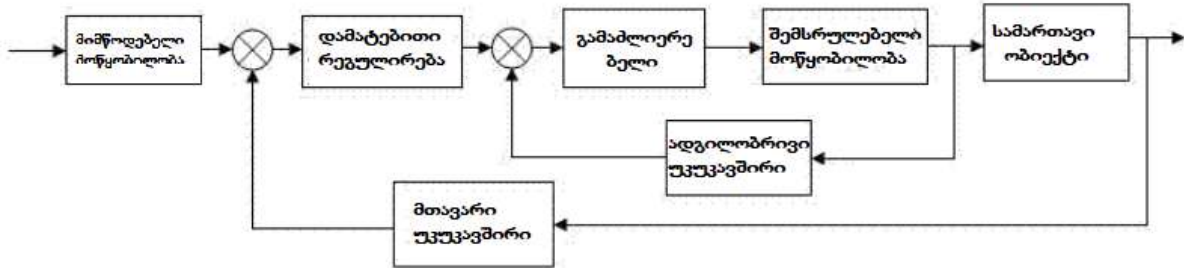 მიმწოდებელი
მოწყობილობა
დამატებითი
რეგულირება
გამაძლიერე
ბელი
შემსრულებელი
მოწყობილობა
სამართავი
ობიექტი
ადგილობრივი
უკუკავშირი
მთავარი
უკუკავშირი